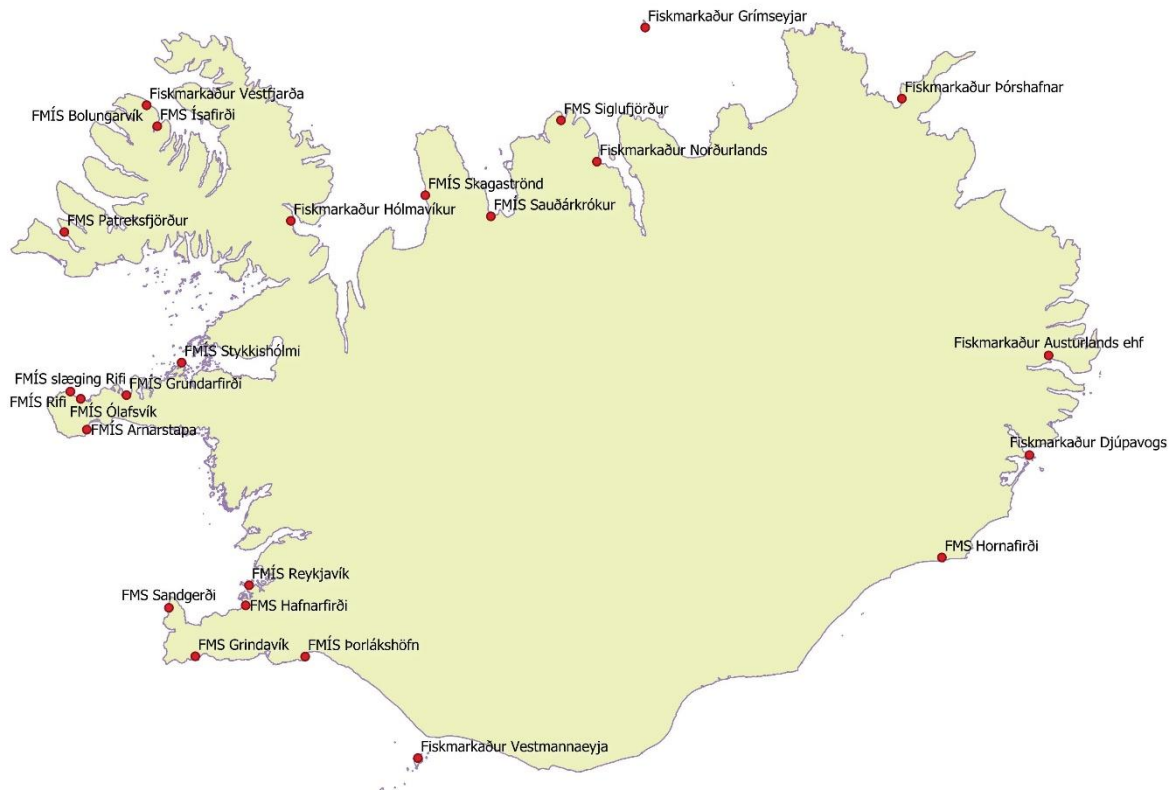 Fiskmarkaður Grímseyjar
Fiskmarkaður Þórshafnar
Fiskmarkaður Vestfjarða
FMÍS Bolungarvík
FMS Ísafirði
FMS Siglufjörður
Fiskmarkaður Norðurlands
FMÍS Skagaströnd
FMÍS Sauðárkrókur
Fiskmarkaður Hólmavíkur
FMS Patreksfjörður
Fiskmarkaður Austurlands ehf
FMÍS Stykkishólmi
FMÍS slæging Rifi
FMÍS Grundarfirði
FMÍS Rifi
FMÍS Ólafsvík
FMÍS Arnarstapa
Fiskmarkaður Djúpavogs
FMS Hornafirði
FMÍS Reykjavík
FMS Sandgerði
FMS Hafnarfirði
FMS Grindavík
FMÍS Þorlákshöfn
Fiskmarkaður Vestmannaeyja